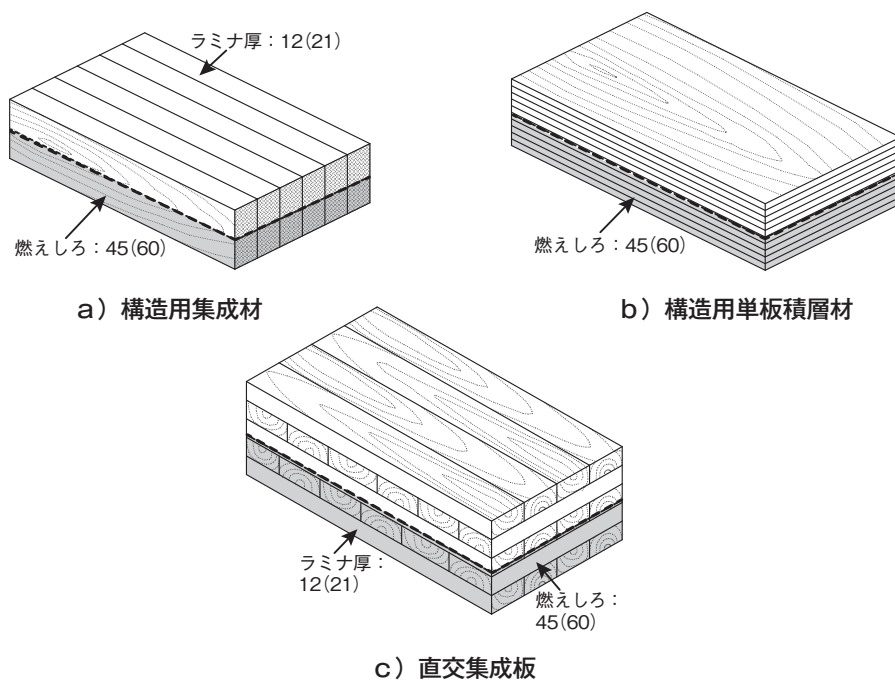 ラミナ厚：12(21)
燃えしろ：45(60)
a）構造用集成材
燃えしろ：45(60)
b）構造用単板積層材
ラミナ厚：
12(21)
燃えしろ：
45(60)
c）直交集成板